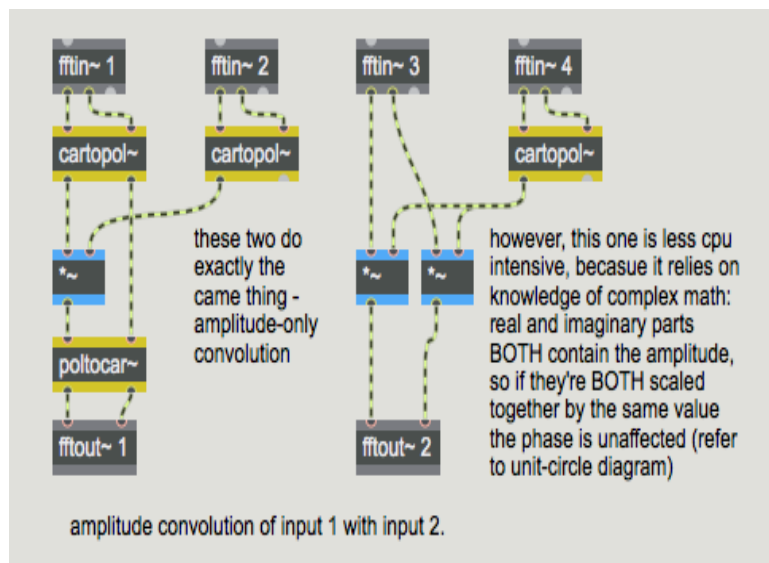 fftin~ 1
fftin~ 2
fftin~ 3
fftin~ 4
cartopol~
cartopol~
cartopol~
these two do
exactly the
came thing -
amplitude-only
convolution
however, this one is less cpu
intensive, becasue it relies on
knowledge of complex math:
real and imaginary parts
BOTH contain the amplitude,
so if they're BOTH scaled
together by the same value
the phase is unaffected (refer
to unit-circle diagram)
*~
*~
*~
poltocar~
fftout~ 1
fftout~ 2
amplitude convolution of input 1 with input 2.